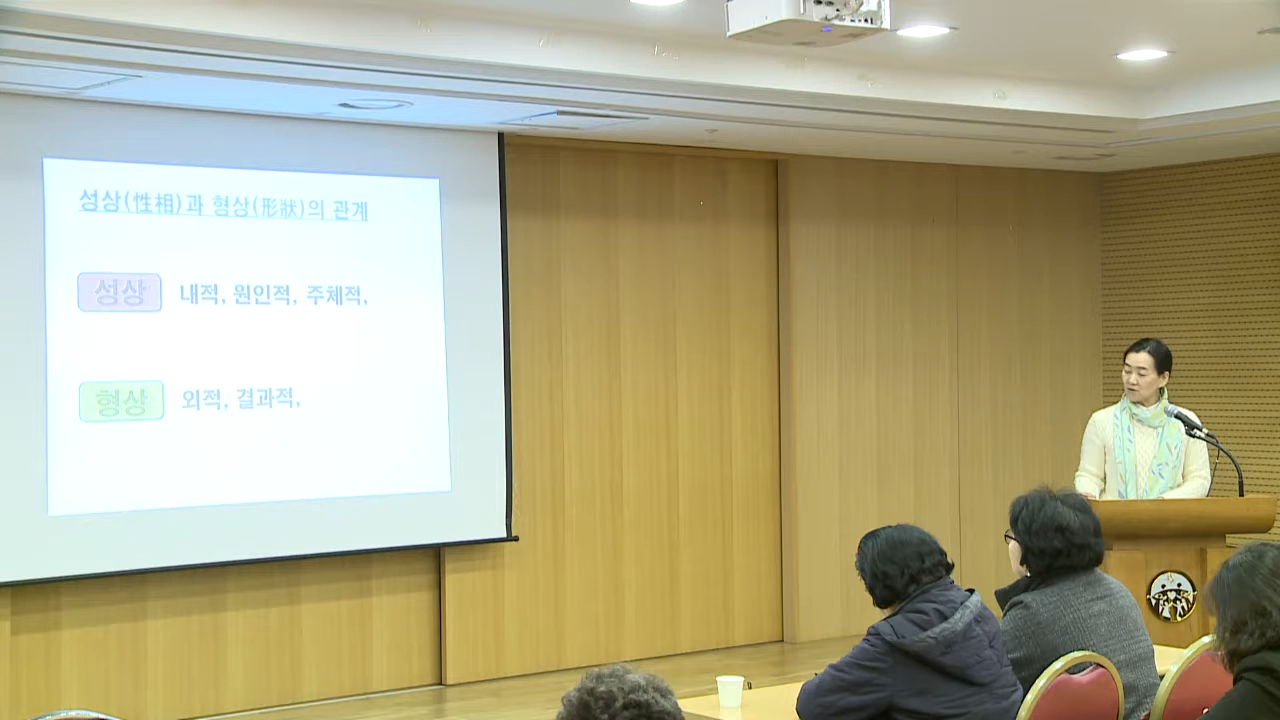 성상(性相)과 형상(形狀)의 관계
성상 내적, 원인적, 주체적,
형상 외적, 결과적,